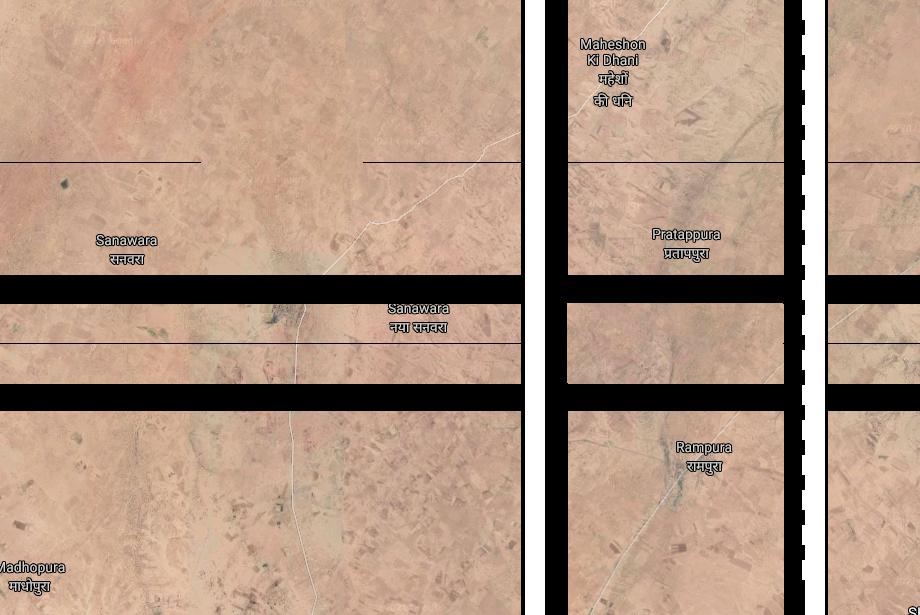 Maheshon
Ki Dhani
महेशों
की धनि
Sanawara
सनवरा
Pratappura
प्रतापपुरा
Sanawara
नया सनवरा
Rampura
रामपुरा
Madhopura
माधोपुरा